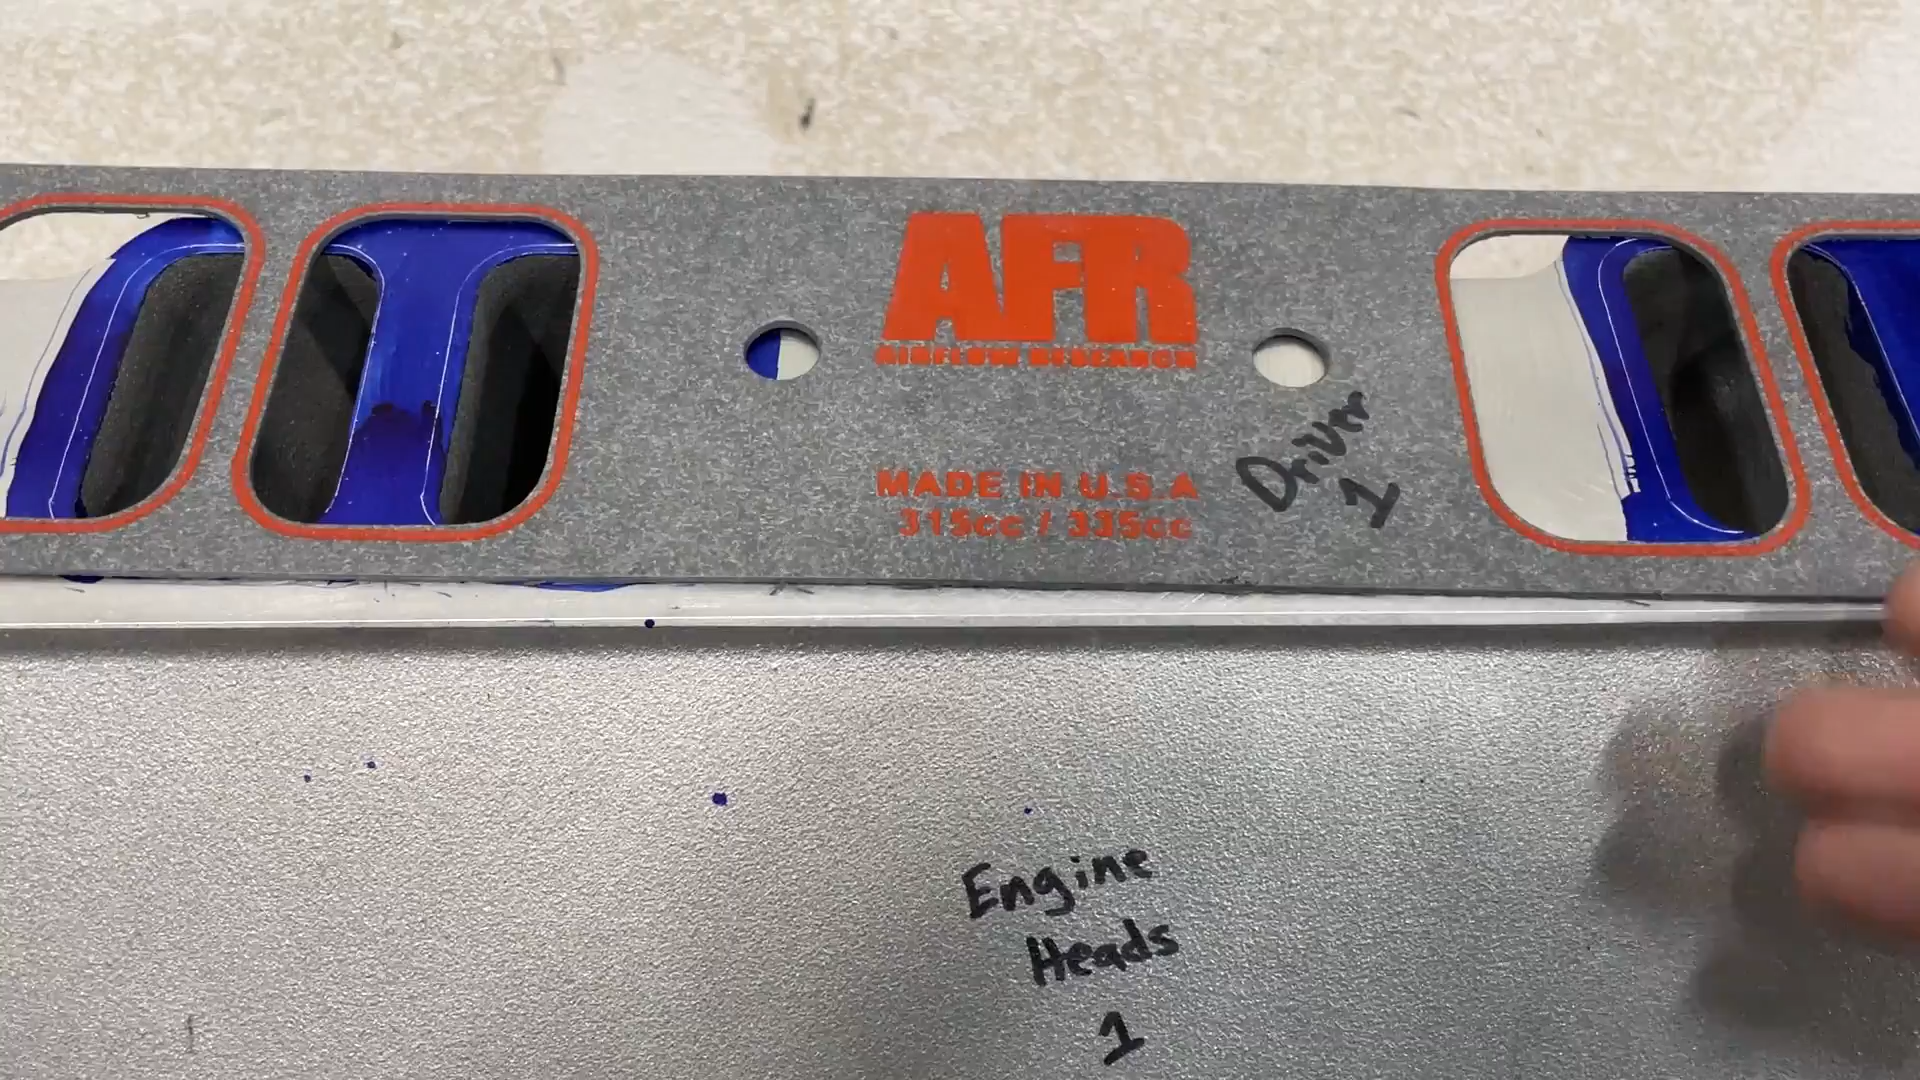 AFR
AIRFLOW RESEARCH
Driver
1
MADE IN U.S.A
315cc / 335cc
Engine
Heads
1